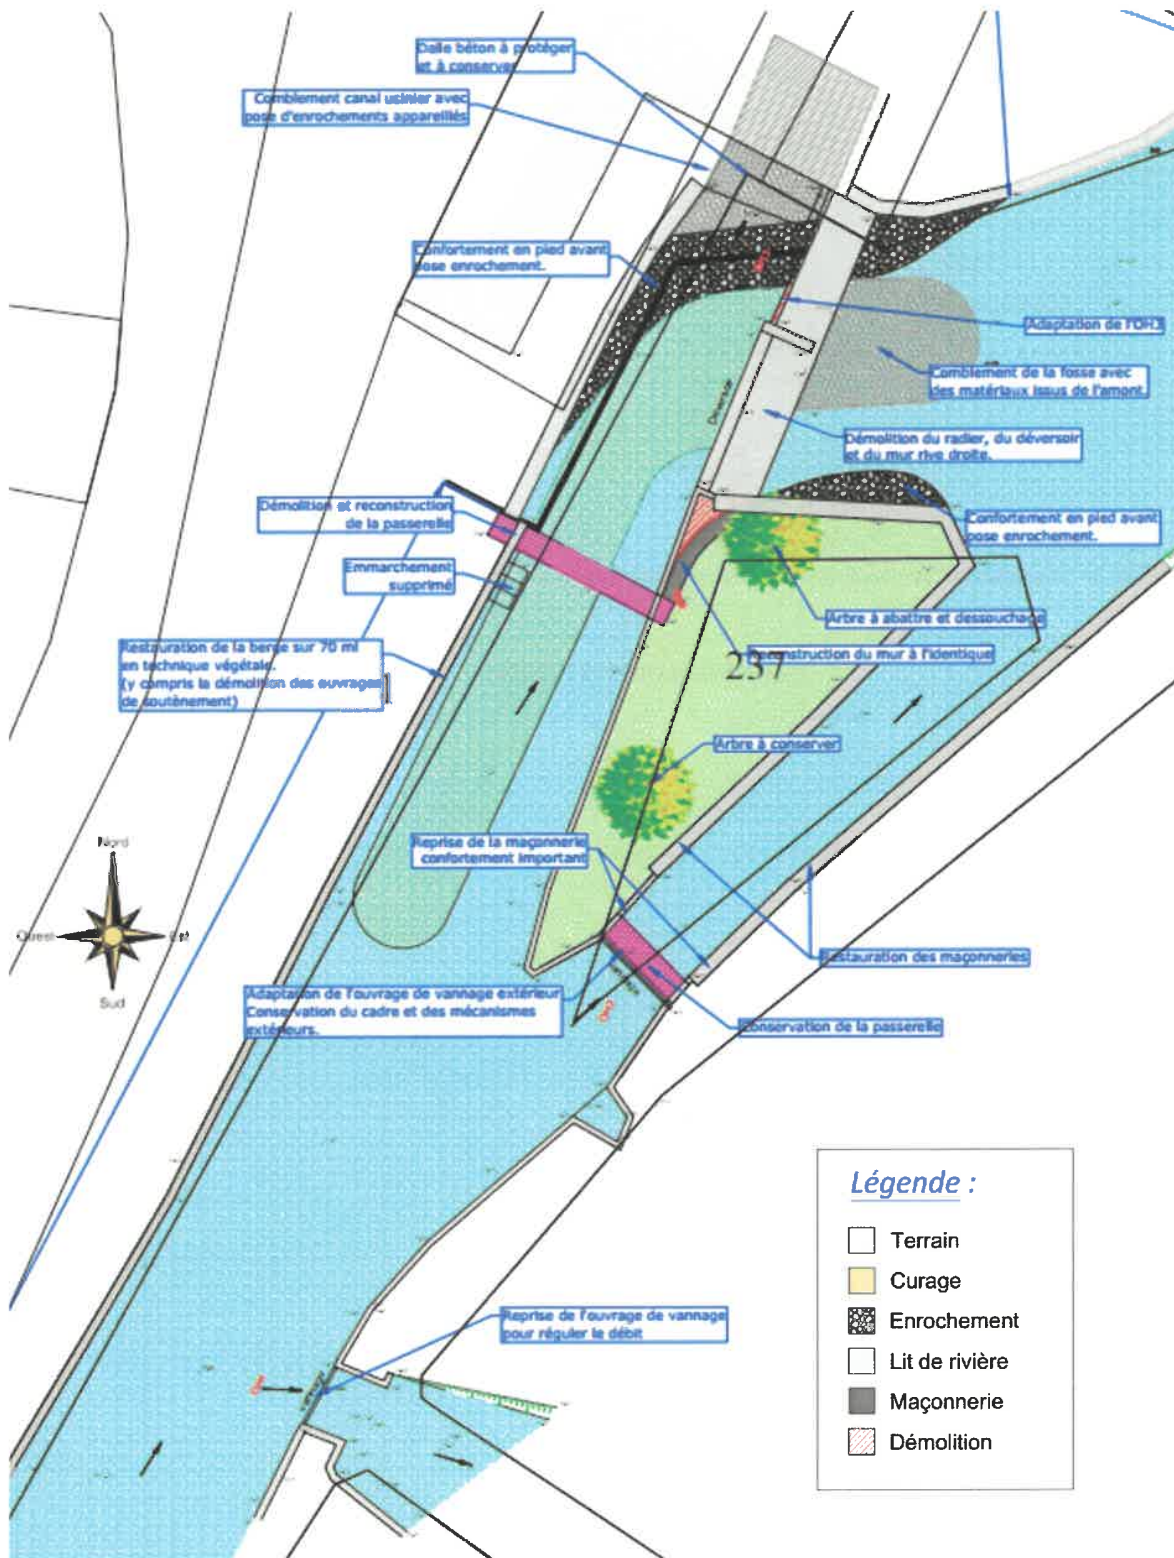 Dalle béton à protéger
et à conserver
Comblement canal usinier avec
pose d'enrochements appareillés
Confortement en pied avant
pose enrochement.
Adaptation de l'OH3
Comblement de la fosse avec
des matériaux issus de l'amont.
Déversoir
Démolition du radier, du déversoir
et du mur rive droite.
Démolition et reconstruction
de la passerelle
Confortement en pied avant
pose enrochement.
Emmarchement
supprimé
Arbre à abattre et dessouchage
Restauration de la berge sur 70 ml
en technique végétale.
(y compris la démolition des ouvrages
de soutènement)
Reconstruction du mur à l'identique
237
Arbre à conserver
Reprise de la maçonnerie
confortement important
Nord
Ouest
Est
Sud
Restauration des maçonneries
Adaptation de l'ouvrage de vannage extérieur
Conservation du cadre et des mécanismes
extérieurs.
Conservation de la passerelle
Reprise de l'ouvrage de vannage
pour réguler le débit
Légende :
Terrain
Curage
Enrochement
Lit de rivière
Maçonnerie
Démolition